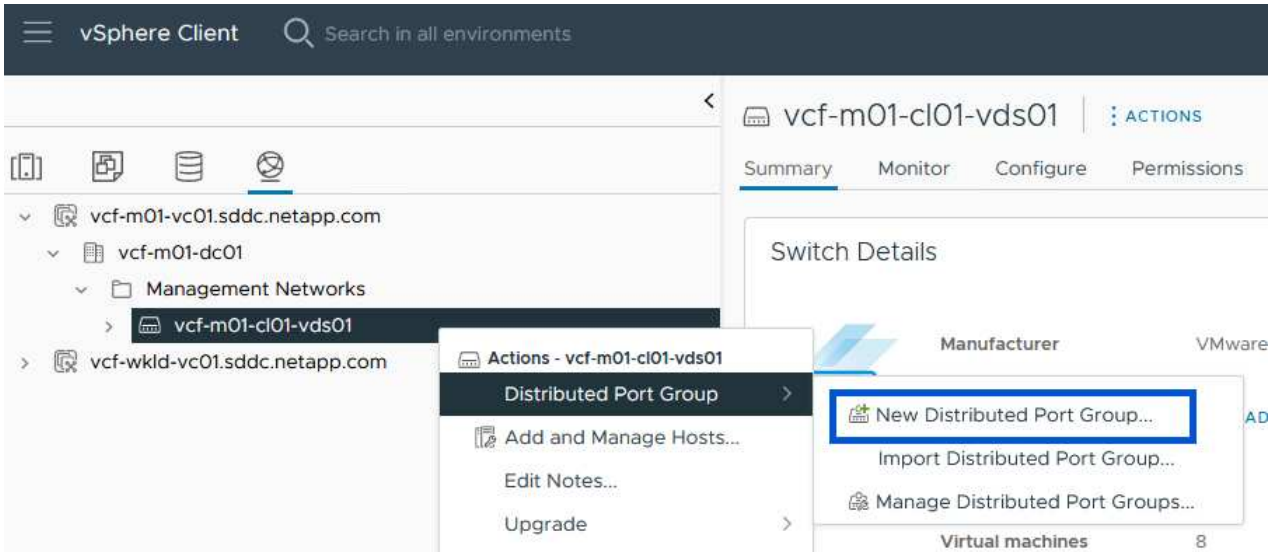 vSphere Client
Search in all environments
vcf-m01-cl01-vds01
ACTIONS
Summary Monitor Configure Permissions
vcf-m01-vc01.sddc.netapp.com
vcf-m01-dc01
Management Networks
vcf-m01-cl01-vds01
vcf-wkld-vc01.sddc.netapp.com
Switch Details
Manufacturer VMware
Actions - vcf-m01-cl01-vds01
Distributed Port Group
Add and Manage Hosts...
Edit Notes...
Upgrade
New Distributed Port Group...
AD
Import Distributed Port Group...
Manage Distributed Port Groups...
Virtual machines 8